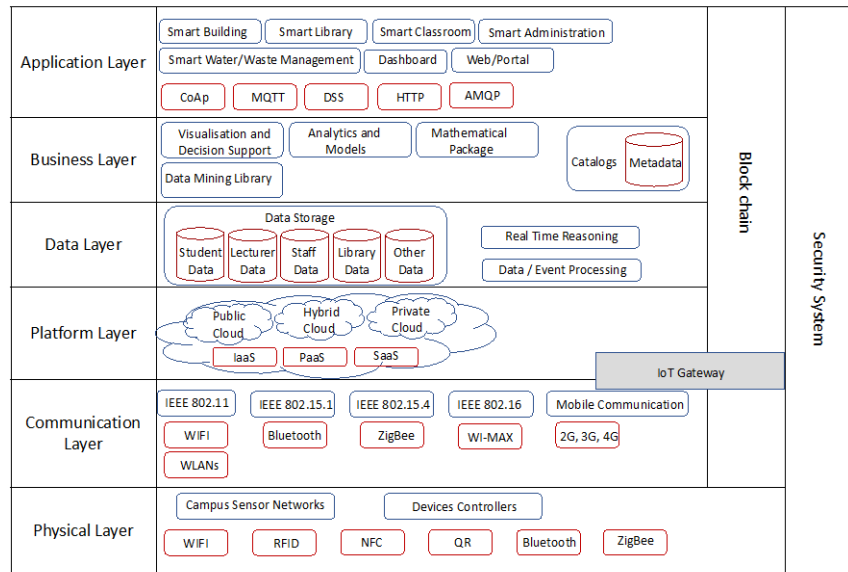 Smart Building
Smart Library
Smart Classroom
Smart Administration
Application Layer
Smart Water/Waste Management
Dashboard
Web/Portal
CoAp
MQTT
DSS
HTTP
AMQP
Business Layer
Visualisation and
Decision Support
Analytics and
Models
Mathematical
Package
Catalogs
Metadata
Data Mining Library
Data Layer
Data Storage
Student
Data
Lecturer
Data
Staff
Data
Library
Data
Other
Data
Real Time Reasoning
Data / Event Processing
Platform Layer
Public
Cloud
Hybrid
Cloud
Private
Cloud
IaaS
PaaS
SaaS
IoT Gateway
Communication
Layer
IEEE 802.11
IEEE 802.15.1
IEEE 802.15.4
IEEE 802.16
Mobile Communication
WIFI
Bluetooth
ZigBee
WI-MAX
2G, 3G, 4G
WLANs
Physical Layer
Campus Sensor Networks
Devices Controllers
WIFI
RFID
NFC
QR
Bluetooth
ZigBee
Block chain
Security System